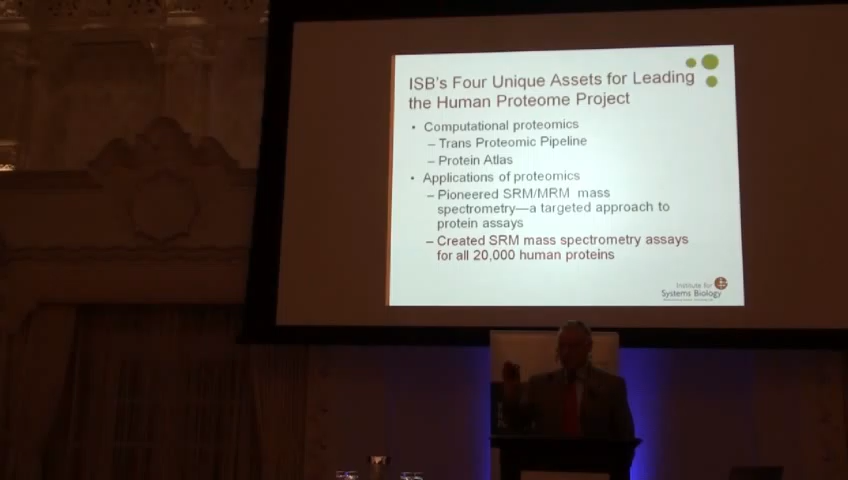 ISB's Four Unique Assets for Leading
the Human Proteome Project
• Computational proteomics
– Trans Proteomic Pipeline
– Protein Atlas
• Applications of proteomics
– Pioneered SRM/MRM mass
spectrometry—a targeted approach to
protein assays
– Created SRM mass spectrometry assays
for all 20,000 human proteins
Institute for
Systems Biology